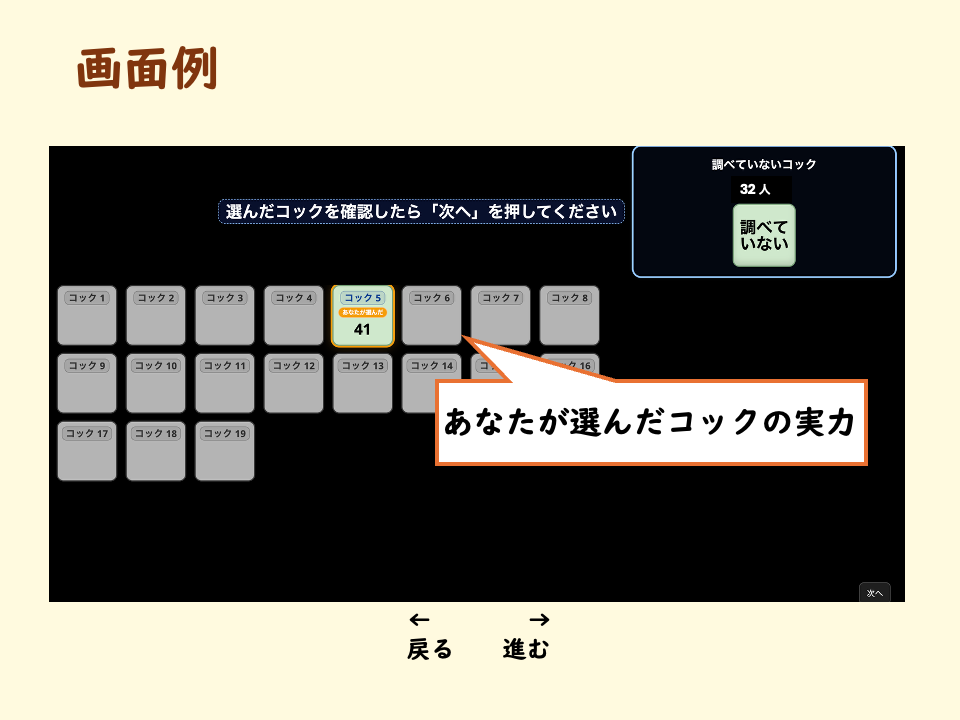 画面例
調べていないコック
32 人
選んだコックを確認したら「次へ」を押してください
調べて
いない
コック 1
コック 2
コック 3
コック 4
コック 5
コック 6
コック 7
コック 8
あなたが選んだ
41
コック 9
コック 10
コック 11
コック 12
コック 13
コック 14
コ
16
あなたが選んだコックの実力
コック 17
コック 18
コック 19
次へ
← →
戻る 進む